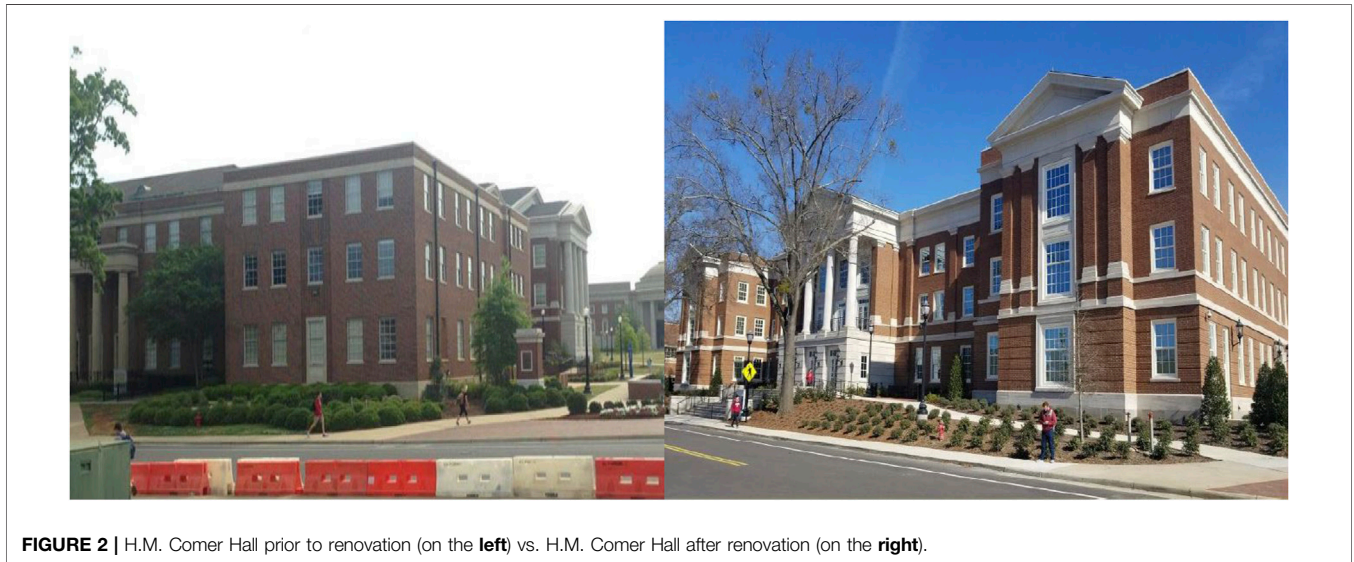 FIGURE 2 | H.M. Comer Hall prior to renovation (on the left) vs. H.M. Comer Hall after renovation (on the right).